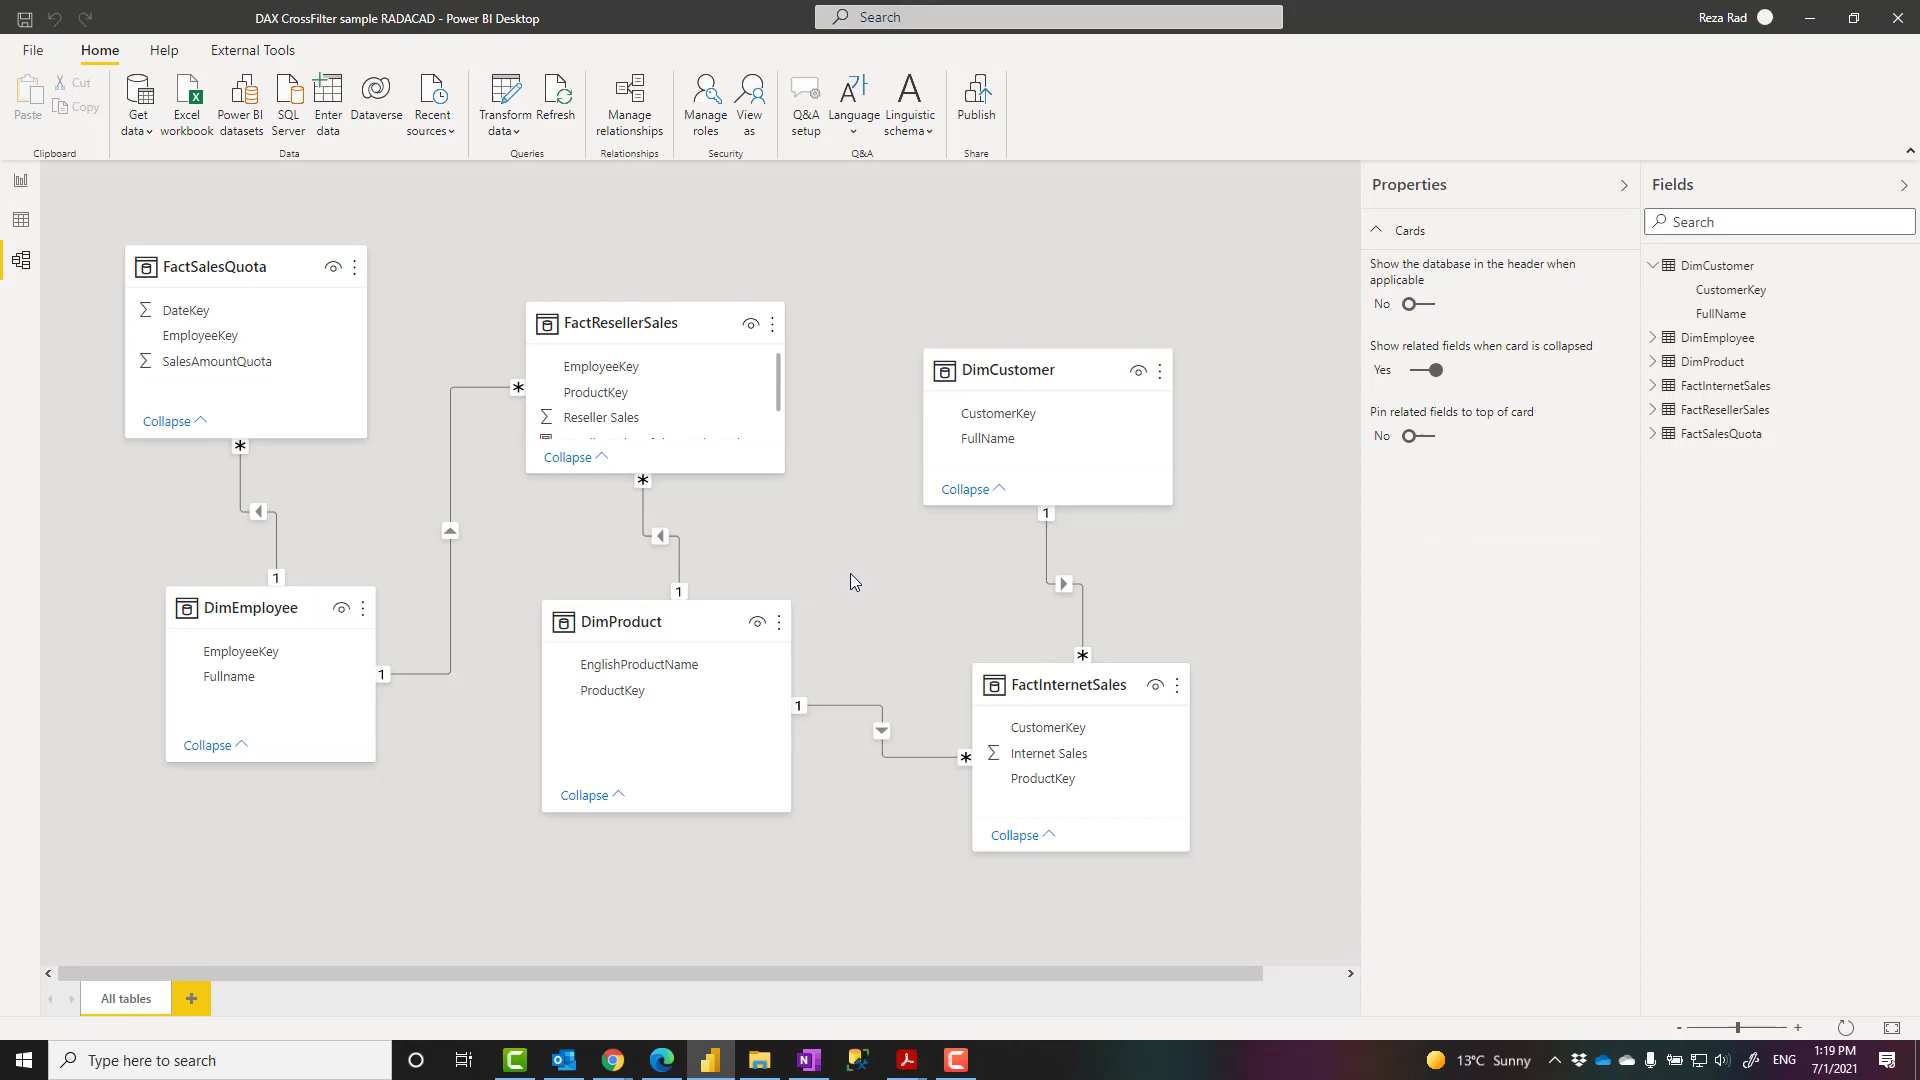 DAX CrossFilter sample RADACAD - Power BI Desktop
Search
Reza Rad
File
Home
Help
External Tools
Paste
Cut
Copy
Clipboard
Get
data
Excel
workbook
Power BI
datasets
SQL
Server
Enter
data
Dataverse
Recent
sources
Data
Transform
data
Refresh
Queries
Manage
relationships
Relationships
Manage
roles
View
as
Security
Q&A
setup
Language
Linguistic
schema
Q&A
Publish
Share
FactSalesQuota
DateKey
EmployeeKey
SalesAmountQuota
Collapse
*
1
DimEmployee
EmployeeKey
Fullname
Collapse
1
*
FactResellerSales
EmployeeKey
ProductKey
Reseller Sales
Collapse
*
1
DimProduct
EnglishProductName
ProductKey
Collapse
1
*
DimCustomer
CustomerKey
FullName
Collapse
1
*
FactInternetSales
CustomerKey
Internet Sales
ProductKey
Collapse
Properties
Cards
Show the database in the header when
applicable
No
Show related fields when card is collapsed
Yes
Pin related fields to top of card
No
Fields
Search
DimCustomer
CustomerKey
FullName
DimEmployee
DimProduct
FactInternetSales
FactResellerSales
FactSalesQuota
All tables
Type here to search
13°C Sunny
ENG
1:19 PM
7/1/2021